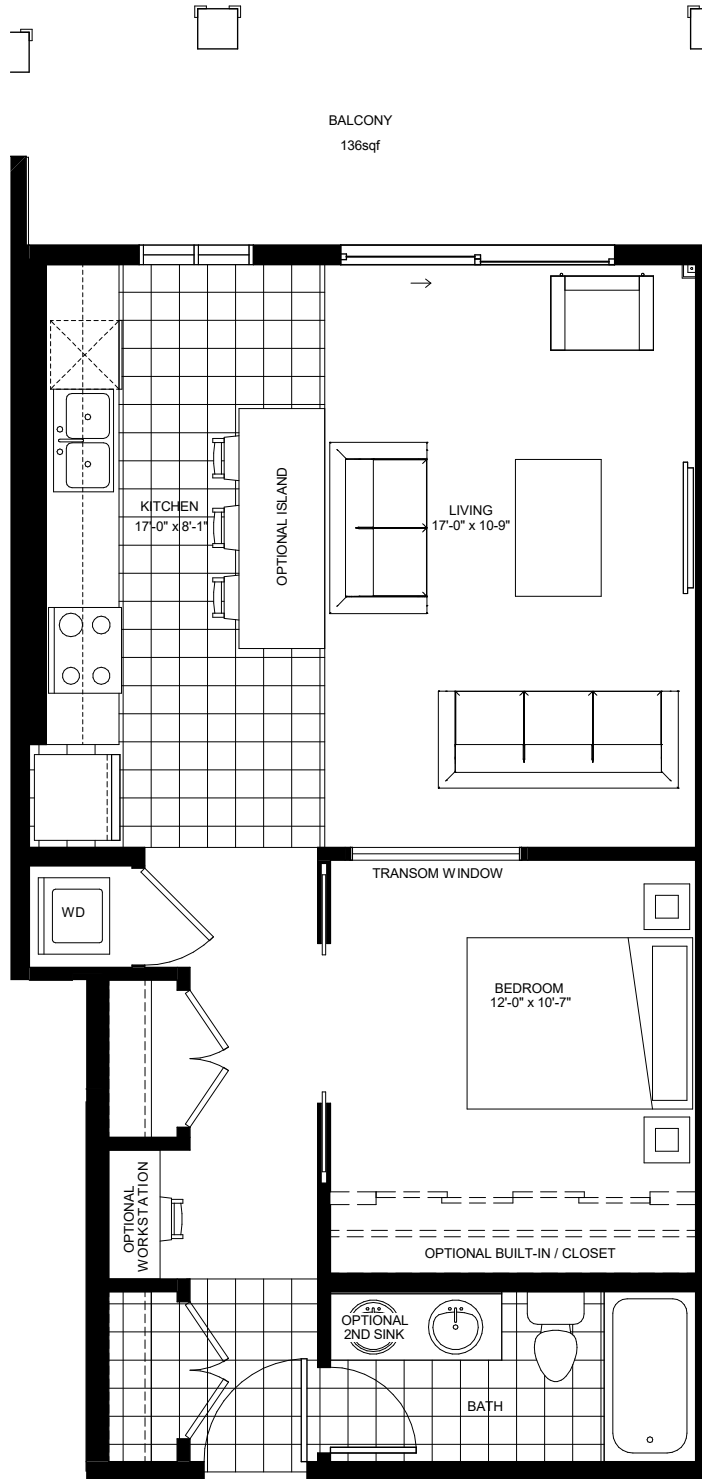 BALCONY
136sqf
KITCHEN
17'-0" x 8'-1"
OPTIONAL ISLAND
LIVING
17'-0" x 10-9"
TRANSOM WINDOW
WD
BEDROOM
12'-0" x 10'-7"
OPTIONAL
WORKSTATION
OPTIONAL BUILT-IN / CLOSET
OPTIONAL
2ND SINK
BATH